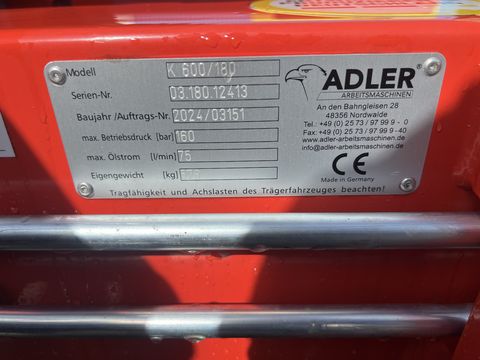 Modell K 600/180
Serien-Nr. 03.180.12413
Baujahr/Auftrags-Nr. 2024/03151
max. Betriebsdruck [bar] 160
max. Ölstrom [l/min] 75
Eigengewicht [kg]
Tragfähigkeit und Achslasten des Trägerfahrzeuges beachten!
ADLER
ARBEITSMASCHINEN
An den Bahngleisen 28
48356 Nordwalde
Tel.: +49 (0) 25 73 / 97 99 9 - 0
Fax: +49 (0) 25 73 / 97 99 9 - 40
www.adler-arbeitsmaschinen.de
info@adler-arbeitsmaschinen.de
CE
Made in Germany